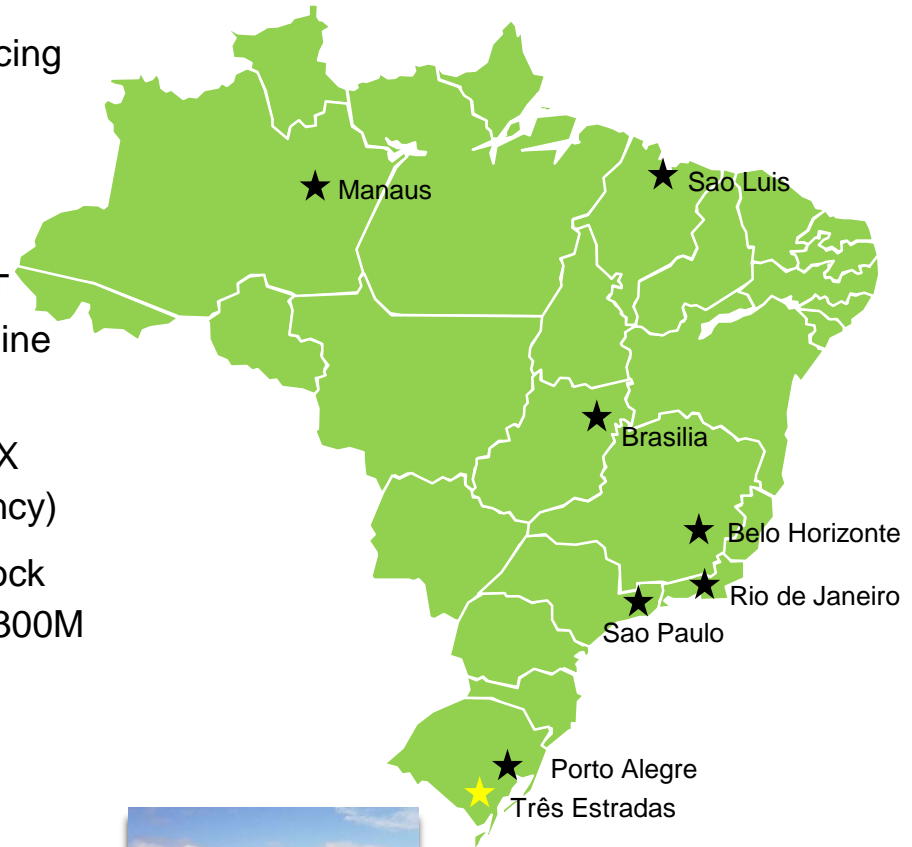 cing
Manaus
Sao Luis
-
ine
Brasilia
X
ncy)
Belo Horizonte
ock
Rio de Janeiro
300M
Sao Paulo
Porto Alegre
Três Estradas